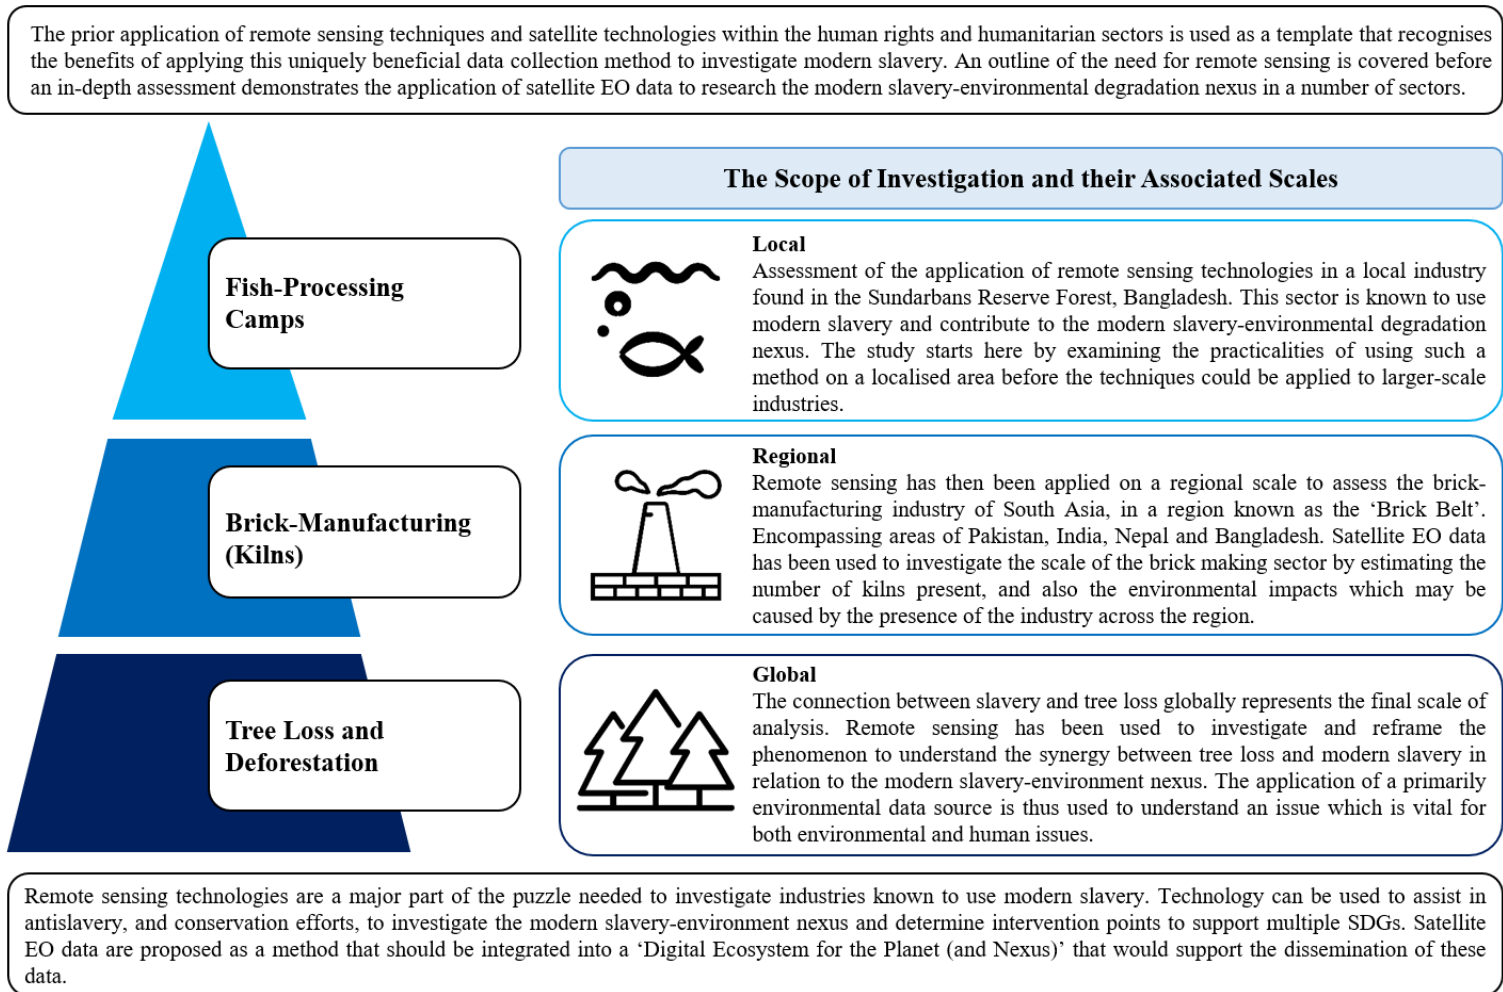 The prior application of remote sensing techniques and satellite technologies within the human rights and humanitarian sectors is used as a template that recognises
the benefits of applying this uniquely beneficial data collection method to investigate modern slavery. An outline of the need for remote sensing is covered before
an in-depth assessment demonstrates the application of satellite EO data to research the modern slavery-environmental degradation nexus in a number of sectors.
The Scope of Investigation and their Associated Scales
Fish-Processing
Camps
Local
Assessment of the application of remote sensing technologies in a local industry
found in the Sundarbans Reserve Forest, Bangladesh. This sector is known to use
modern slavery and contribute to the modern slavery-environmental degradation
nexus. The study starts here by examining the practicalities of using such a
method on a localised area before the techniques could be applied to larger-scale
industries.
Brick-Manufacturing
(Kilns)
Regional
Remote sensing has then been applied on a regional scale to assess the brick-
manufacturing industry of South Asia, in a region known as the ‘Brick Belt’.
Encompassing areas of Pakistan, India, Nepal and Bangladesh. Satellite EO data
has been used to investigate the scale of the brick making sector by estimating the
number of kilns present, and also the environmental impacts which may be
caused by the presence of the industry across the region.
Tree Loss and
Deforestation
Global
The connection between slavery and tree loss globally represents the final scale of
analysis. Remote sensing has been used to investigate and reframe the
phenomenon to understand the synergy between tree loss and modern slavery in
relation to the modern slavery-environment nexus. The application of a primarily
environmental data source is thus used to understand an issue which is vital for
both environmental and human issues.
Remote sensing technologies are a major part of the puzzle needed to investigate industries known to use modern slavery. Technology can be used to assist in
antislavery, and conservation efforts, to investigate the modern slavery-environment nexus and determine intervention points to support multiple SDGs. Satellite
EO data are proposed as a method that should be integrated into a ‘Digital Ecosystem for the Planet (and Nexus)’ that would support the dissemination of these
data.